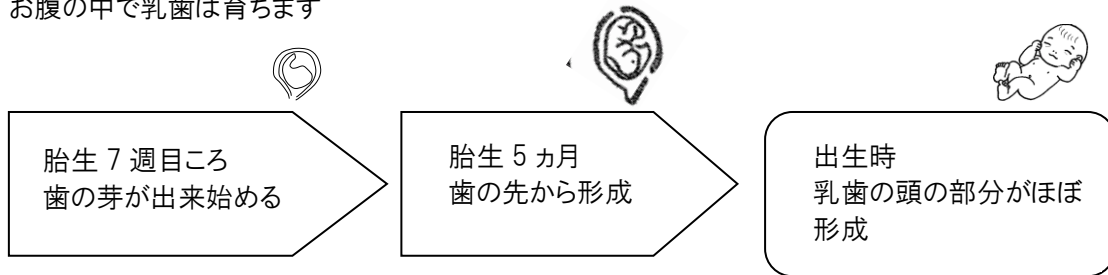 お腹の中で乳歯は育ちます
胎生 7 週目ころ
歯の芽が出来始める
胎生 5 ヵ月
歯の先から形成
出生時
乳歯の頭の部分がほぼ
形成